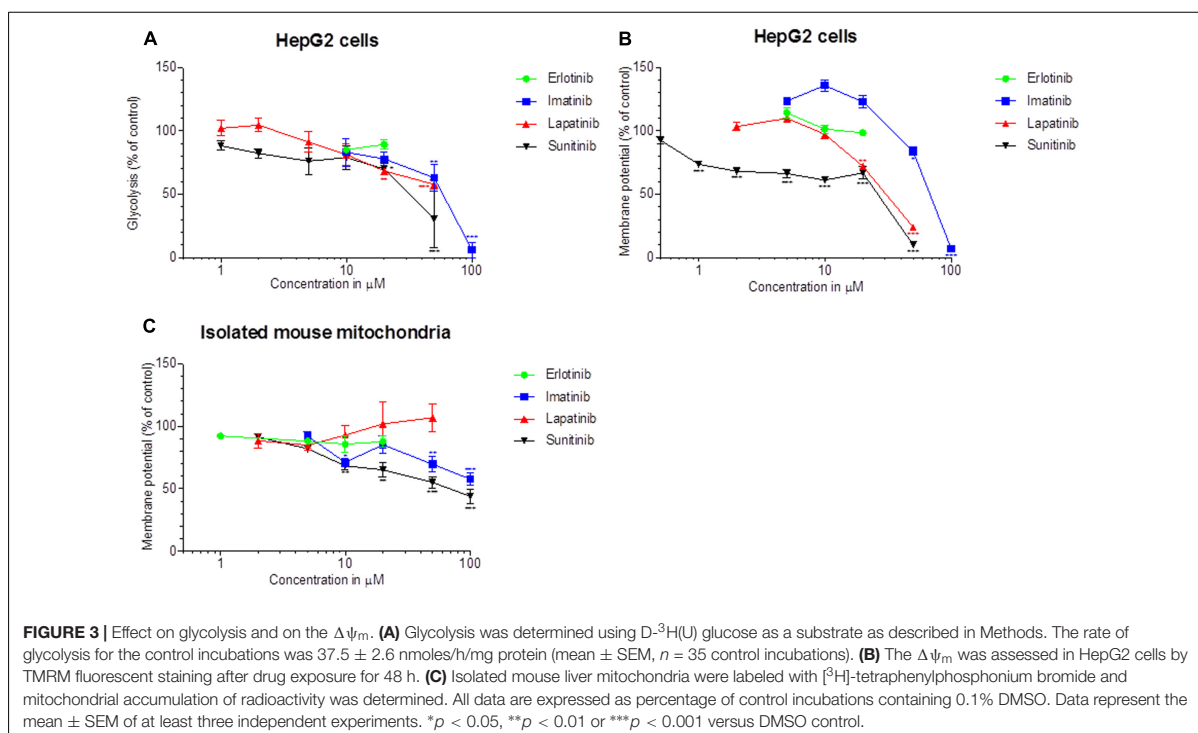 A
HepG2 cells
Glycolysis (% of control)
150
100
50
0
1
10
100
Concentration in µM
Erlotinib
Imatinib
Lapatinib
Sunitinib
B
HepG2 cells
Membrane potential (% of control)
150
100
50
0
1
10
100
Concentration in µM
Erlotinib
Imatinib
Lapatinib
Sunitinib
C
Isolated mouse mitochondria
Membrane potential (% of control)
150
100
50
0
1
10
100
Concentration in µM
Erlotinib
Imatinib
Lapatinib
Sunitinib
FIGURE 3 | Effect on glycolysis and on the Δψm. (A) Glycolysis was determined using D-³H(U) glucose as a substrate as described in Methods. The rate of
glycolysis for the control incubations was 37.5 ± 2.6 nmoles/h/mg protein (mean ± SEM, n = 35 control incubations). (B) The Δψm was assessed in HepG2 cells by
TMRM fluorescent staining after drug exposure for 48 h. (C) Isolated mouse liver mitochondria were labeled with [³H]-tetraphenylphosphonium bromide and
mitochondrial accumulation of radioactivity was determined. All data are expressed as percentage of control incubations containing 0.1% DMSO. Data represent the
mean ± SEM of at least three independent experiments. *p < 0.05, **p < 0.01 or ***p < 0.001 versus DMSO control.